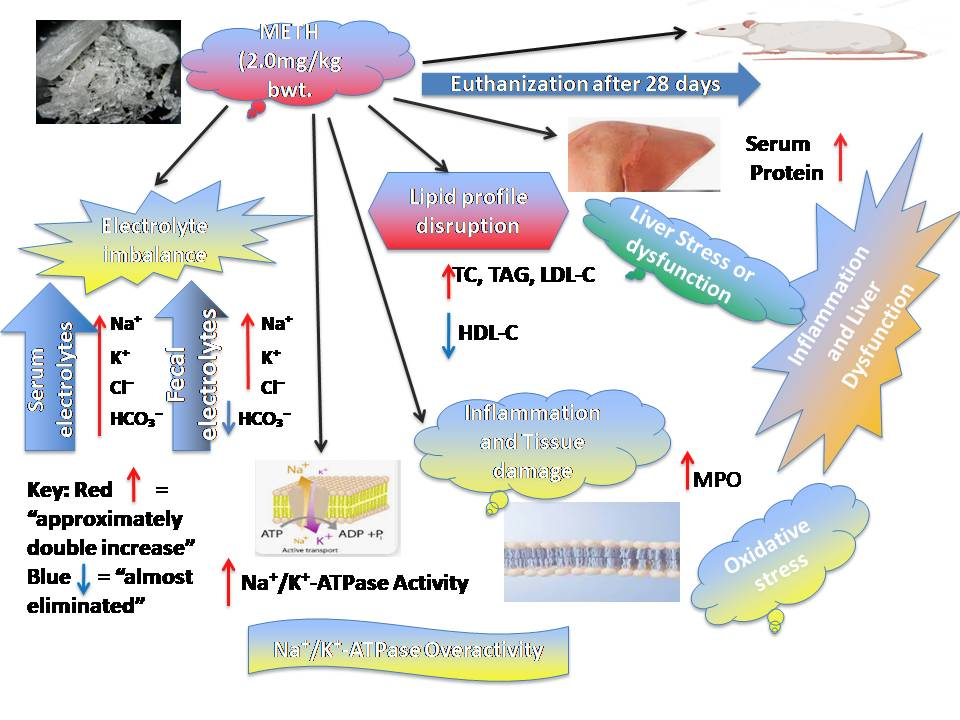 METH
(2.0mg/kg
bwt.
Euthanization after 28 days
Serum
Protein
Electrolyte
imbalance
Lipid profile
disruption
Liver Stress or
dysfunction
Inflammation
and Liver
Dysfunction
TC, TAG, LDL-C
HDL-C
Serum
electrolytes
Na⁺
K⁺
Cl⁻
HCO₃⁻
Fecal
electrolytes
Na⁺
K⁺
Cl⁻
HCO₃⁻
Inflammation
and Tissue
damage
MPO
Key: Red =
“approximately
double increase”
Blue = “almost
eliminated”
Na⁺
K⁺
ATP
Na⁺
K⁺
ADP +Pᵢ
Active transport
Na⁺/K⁺-ATPase Activity
Oxidative
stress
Na⁺/K⁺-ATPase Overactivity